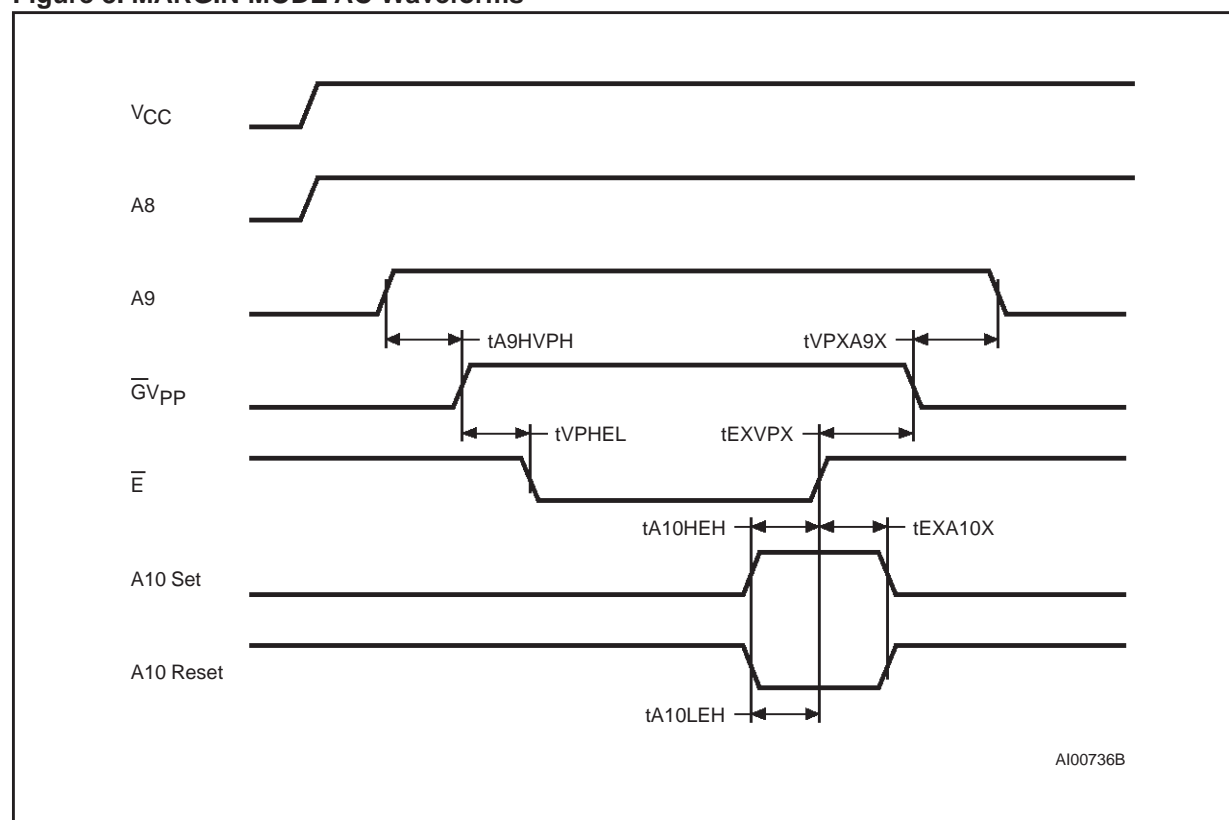 Figure 5. MARGIN MODE AC Waveforms
VCC
A8
A9
tA9HVPH
tVPXA9X
G̅VPP
tVPHEL
tEXVPX
E̅
tA10HEH
tEXA10X
A10 Set
A10 Reset
tA10LEH
AI00736B